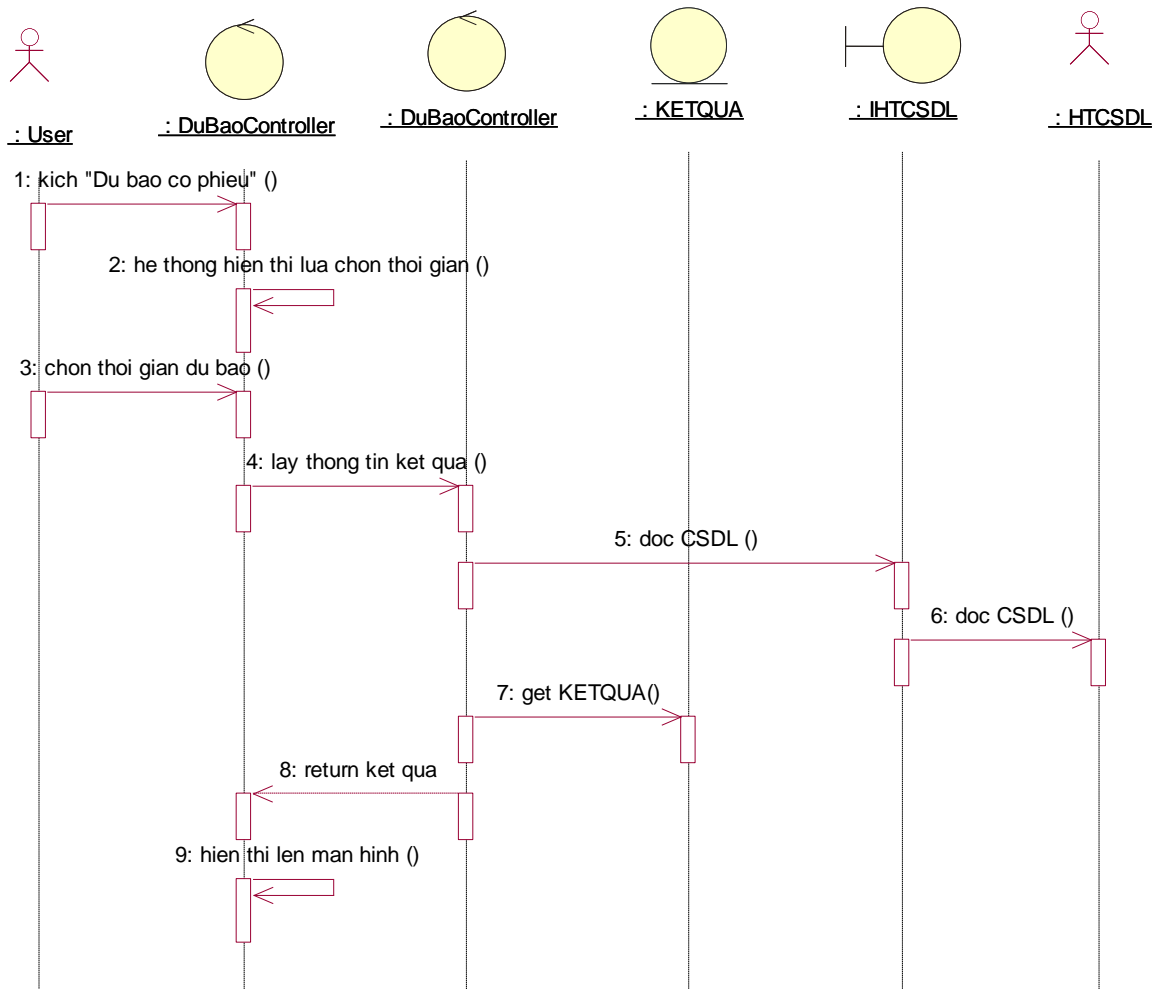 : User
: DuBaoController
: DuBaoController
: KETQUA
: IHTCSDL
: HTCSDL
1: kich "Du bao co phieu" ()
2: he thong hien thi lua chon thoi gian ()
3: chon thoi gian du bao ()
4: lay thong tin ket qua ()
5: doc CSDL ()
6: doc CSDL ()
7: get KETQUA()
8: return ket qua
9: hien thi len man hinh ()